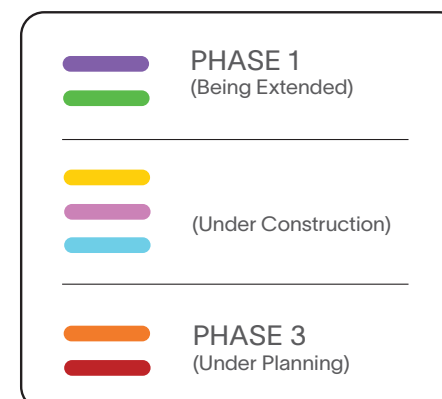 PHASE 1
(Being Extended)
(Under Construction)
PHASE 3
(Under Planning)